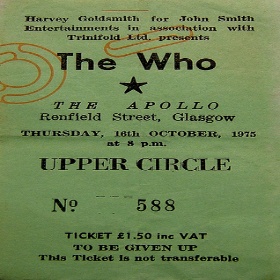 Harvey Goldsmith for John Smith
Entertainments in association with
Trinifold Ltd. presents
The Who
★
THE APOLLO
Renfield Street, Glasgow
THURSDAY, 16th OCTOBER, 1975
at 8 p.m.
UPPER CIRCLE
No. 588
TICKET £1.50 inc VAT
TO BE GIVEN UP
This Ticket is not transferable